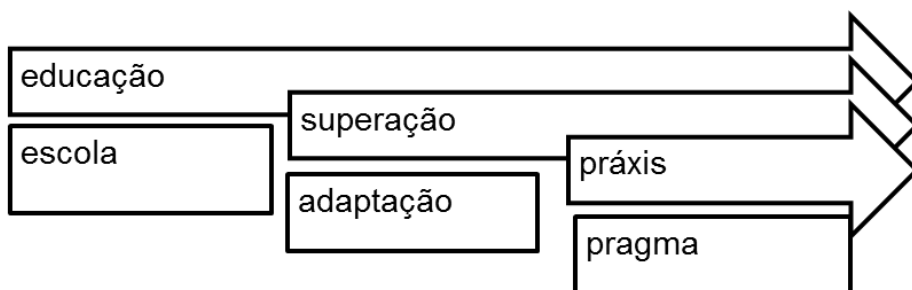 educação
superação
escola
práxis
adaptação
pragma